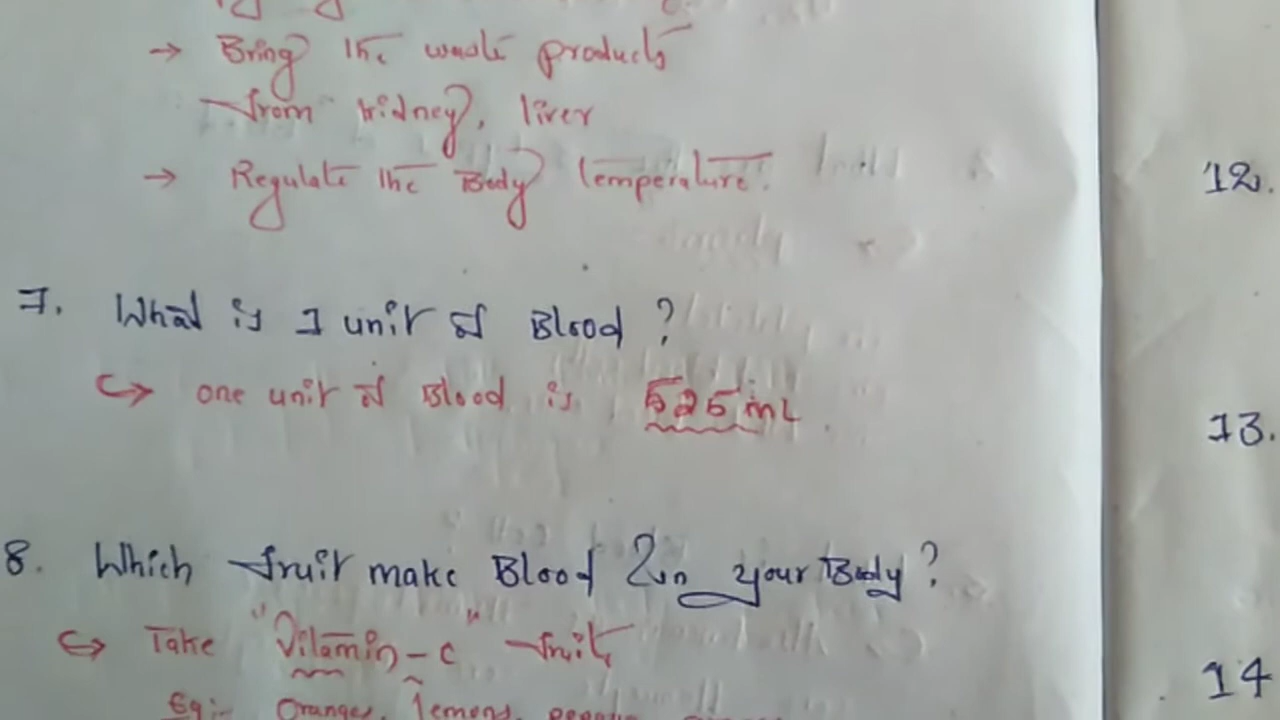 → Bring the waste products
from kidney, liver
→ Regulate the Body temperature.
7. What is 1 unit of Blood ?
↪ one unit of Blood is 525 mL
8. Which fruit make Blood In your Body ?
↪ Take "Vitamin-c" fruits
Eg:- Oranges, lemons,
12.
13.
14